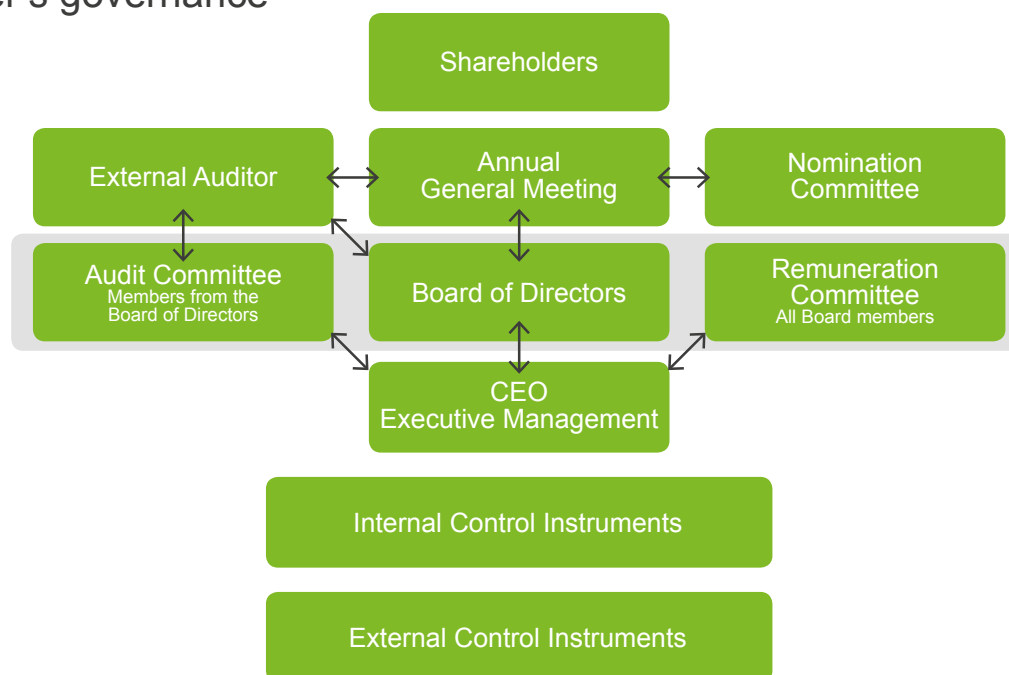 governance
Shareholders
External Auditor
Annual
General Meeting
Nomination
Committee
Audit Committee
Members from the
Board of Directors
Board of Directors
Remuneration
Committee
All Board members
CEO
Executive Management
Internal Control Instruments
External Control Instruments